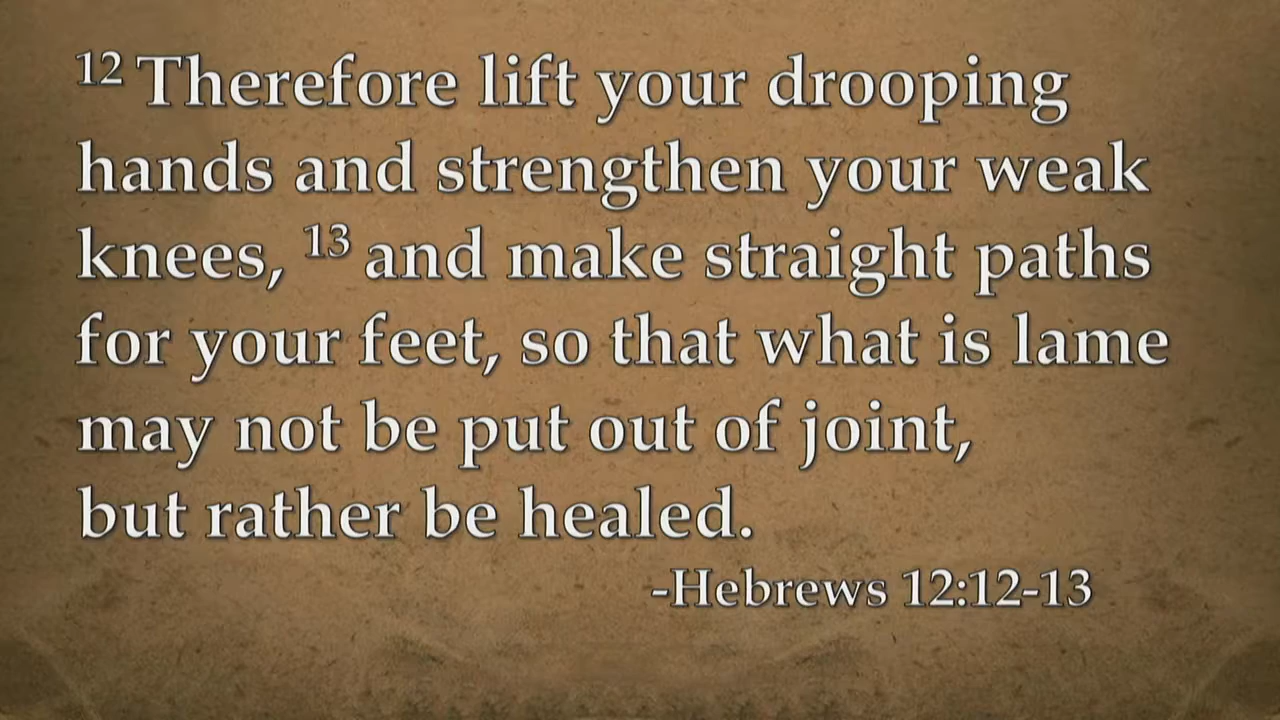 12 Therefore lift your drooping
hands and strengthen your weak
knees, 13 and make straight paths
for your feet, so that what is lame
may not be put out of joint,
but rather be healed.
-Hebrews 12:12-13